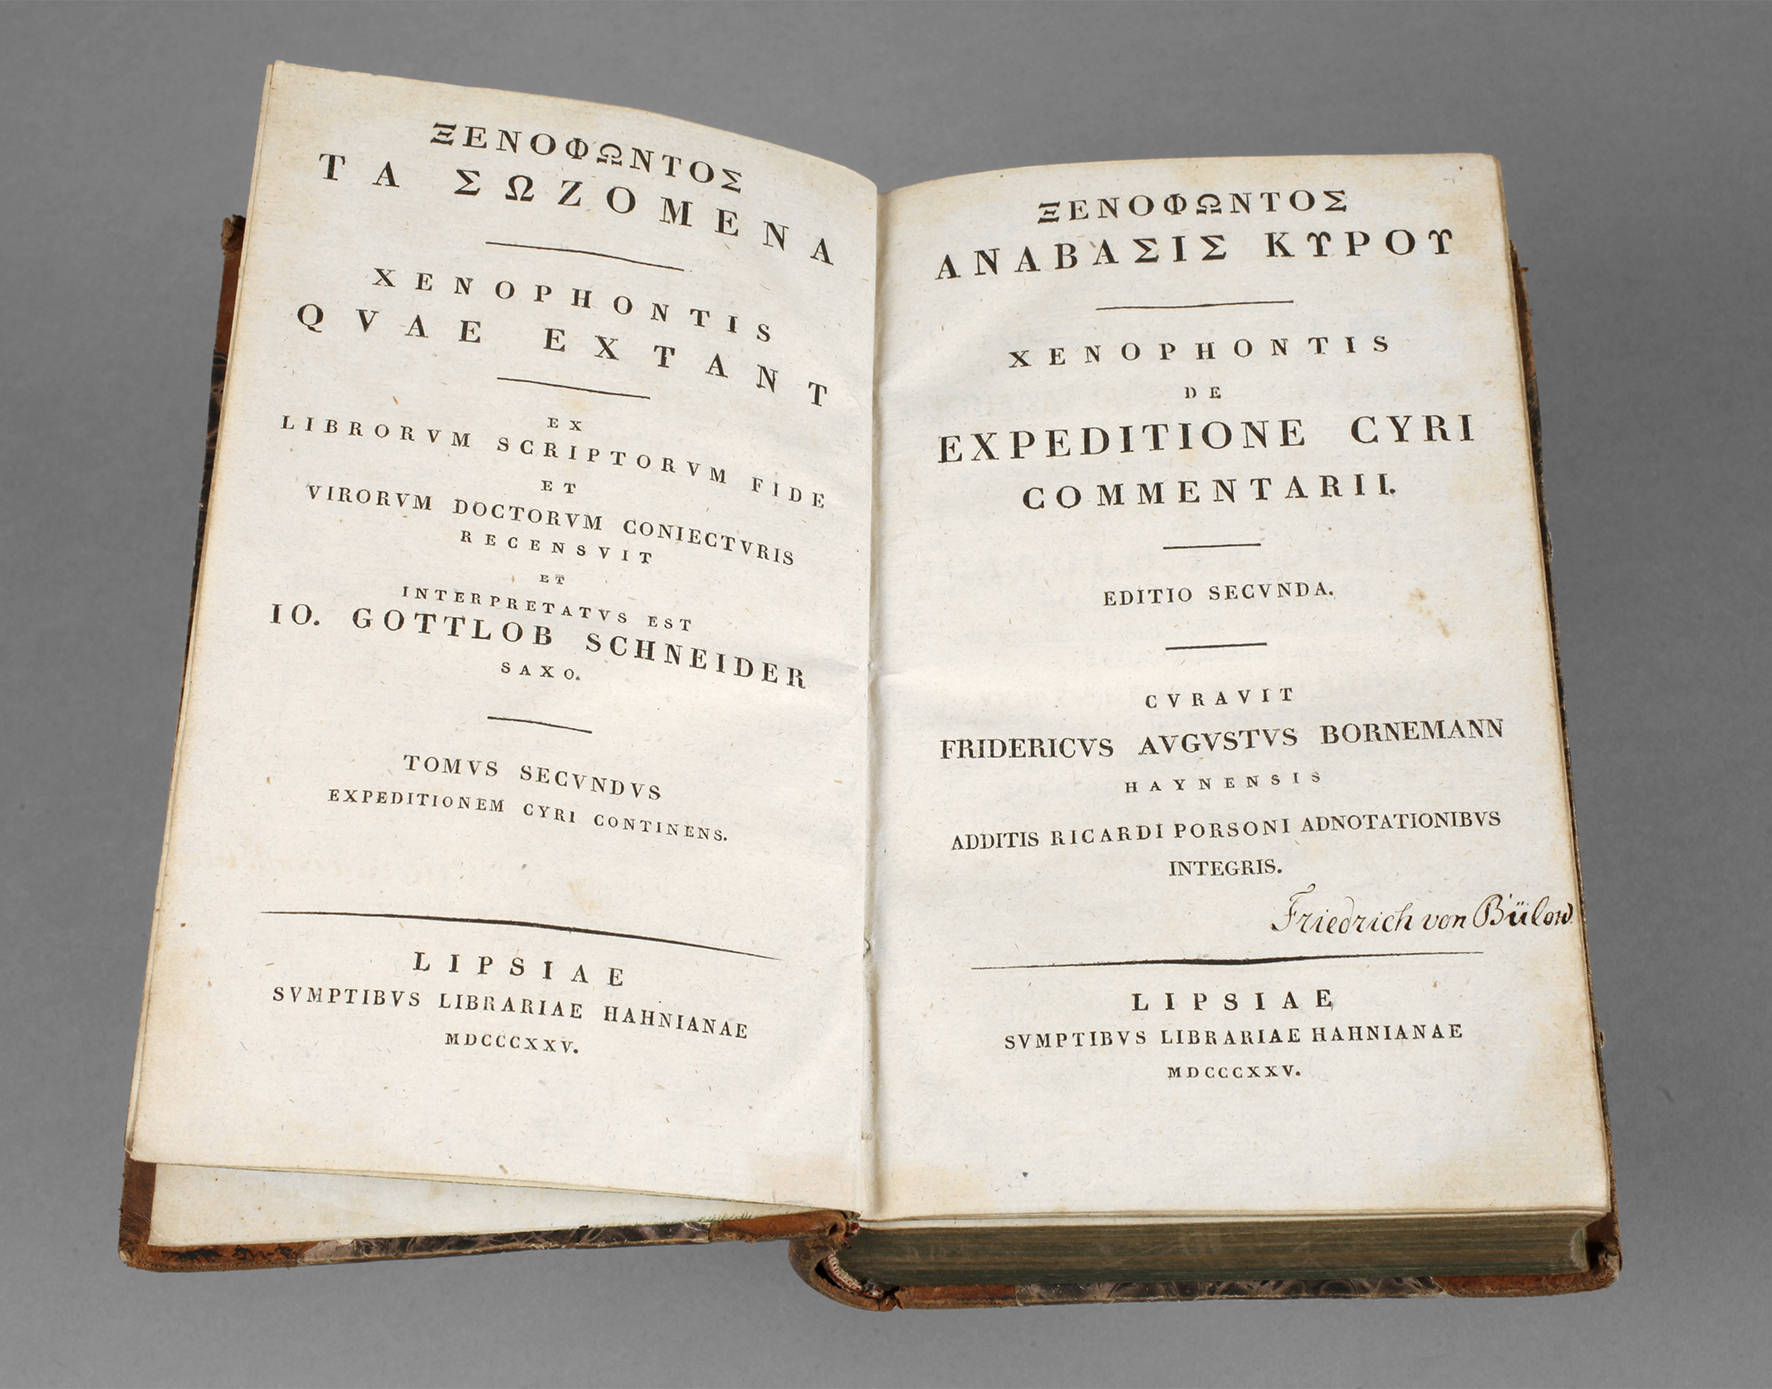 ΞΕΝΟΦΩΝΤΟΣ
ΤΑ ΣΩΖΟΜΕΝΑ
XENOPHONTIS
QVAE EXTANT
EX
LIBRORVM SCRIPTORVM FIDE
ET
VIRORVM DOCTORVM CONIECTVRIS
RECENSVIT
ET
INTERPRETATVS EST
IO. GOTTLOB SCHNEIDER
SAXO.
TOMVS SECVNDVS
EXPEDITIONEM CYRI CONTINENS.
LIPSIAE
SVMPTIBVS LIBRARIAE HAHNIANAE
MDCCCXXV.
ΞΕΝΟΦΩΝΤΟΣ
ΑΝΑΒΑΣΙΣ ΚΥΡΟΥ
XENOPHONTIS
DE
EXPEDITIONE CYRI
COMMENTARII.
EDITIO SECVNDA.
CVRAVIT
FRIDERICVS AVGVSTVS BORNEMANN
HAYNENSIS
ADDITIS RICARDI PORSONI ADNOTATIONIBVS
INTEGRIS.
Friedrich von Bülow
LIPSIAE
SVMPTIBVS LIBRARIAE HAHNIANAE
MDCCCXXV.